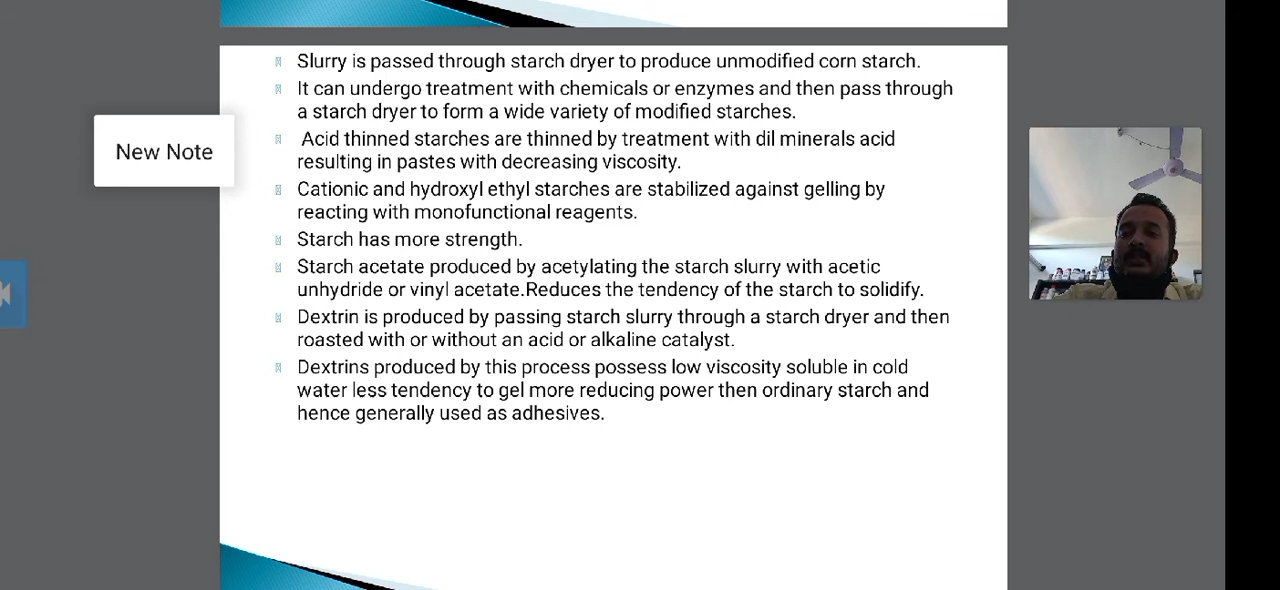 Slurry is passed through starch dryer to produce unmodified corn starch.
It can undergo treatment with chemicals or enzymes and then pass through
a starch dryer to form a wide variety of modified starches.
New Note
Acid thinned starches are thinned by treatment with dil minerals acid
resulting in pastes with decreasing viscosity.
Cationic and hydroxyl ethyl starches are stabilized against gelling by
reacting with monofunctional reagents.
Starch has more strength.
Starch acetate produced by acetylating the starch slurry with acetic
unhydride or vinyl acetate.Reduces the tendency of the starch to solidify.
Dextrin is produced by passing starch slurry through a starch dryer and then
roasted with or without an acid or alkaline catalyst.
Dextrins produced by this process possess low viscosity soluble in cold
water less tendency to gel more reducing power then ordinary starch and
hence generally used as adhesives.